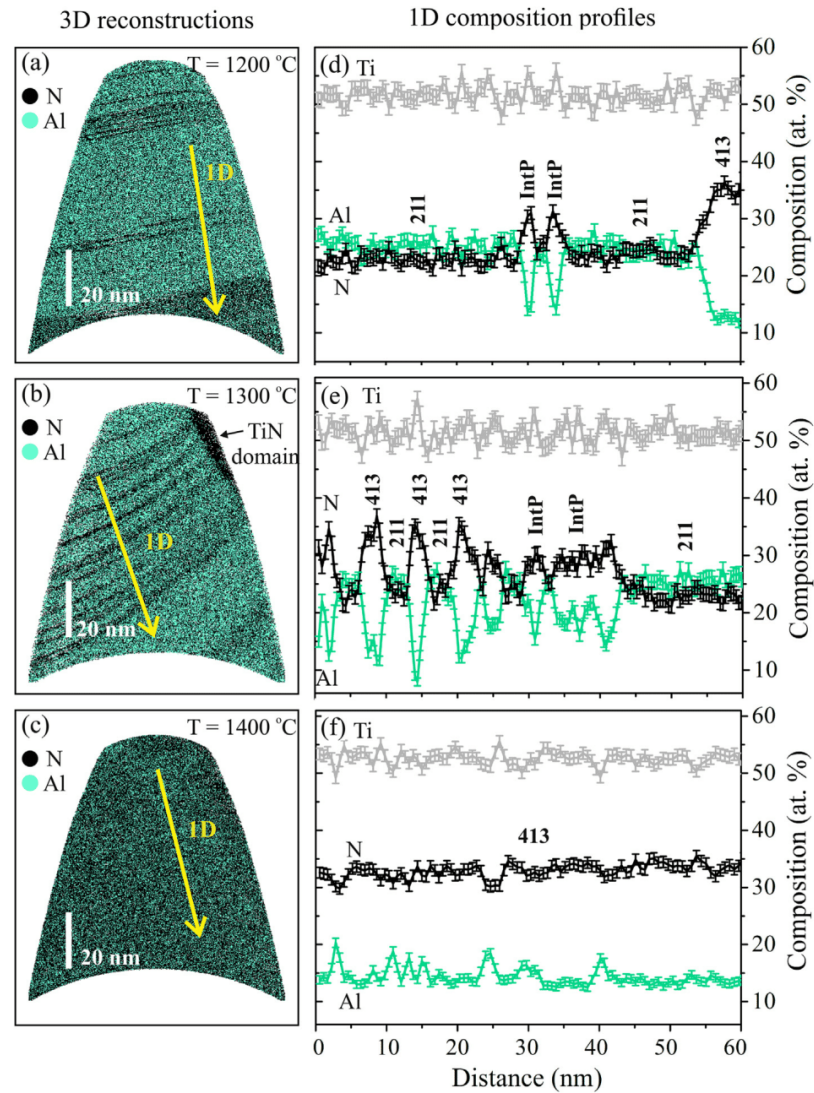 3D reconstructions
1D composition profiles
(a)
T = 1200 °C
N
Al
1D
20 nm
(d)
Ti
Al
N
211
IntP
IntP
211
413
60
50
40
30
20
10
Composition (at. %)
(b)
T = 1300 °C
N
Al
TiN
domain
1D
20 nm
(e)
Ti
N
Al
413
211
413
211
413
IntP
IntP
211
60
50
40
30
20
10
Composition (at. %)
(c)
T = 1400 °C
N
Al
1D
20 nm
(f)
Ti
N
413
Al
60
50
40
30
20
10
Composition (at. %)
0 10 20 30 40 50 60
Distance (nm)